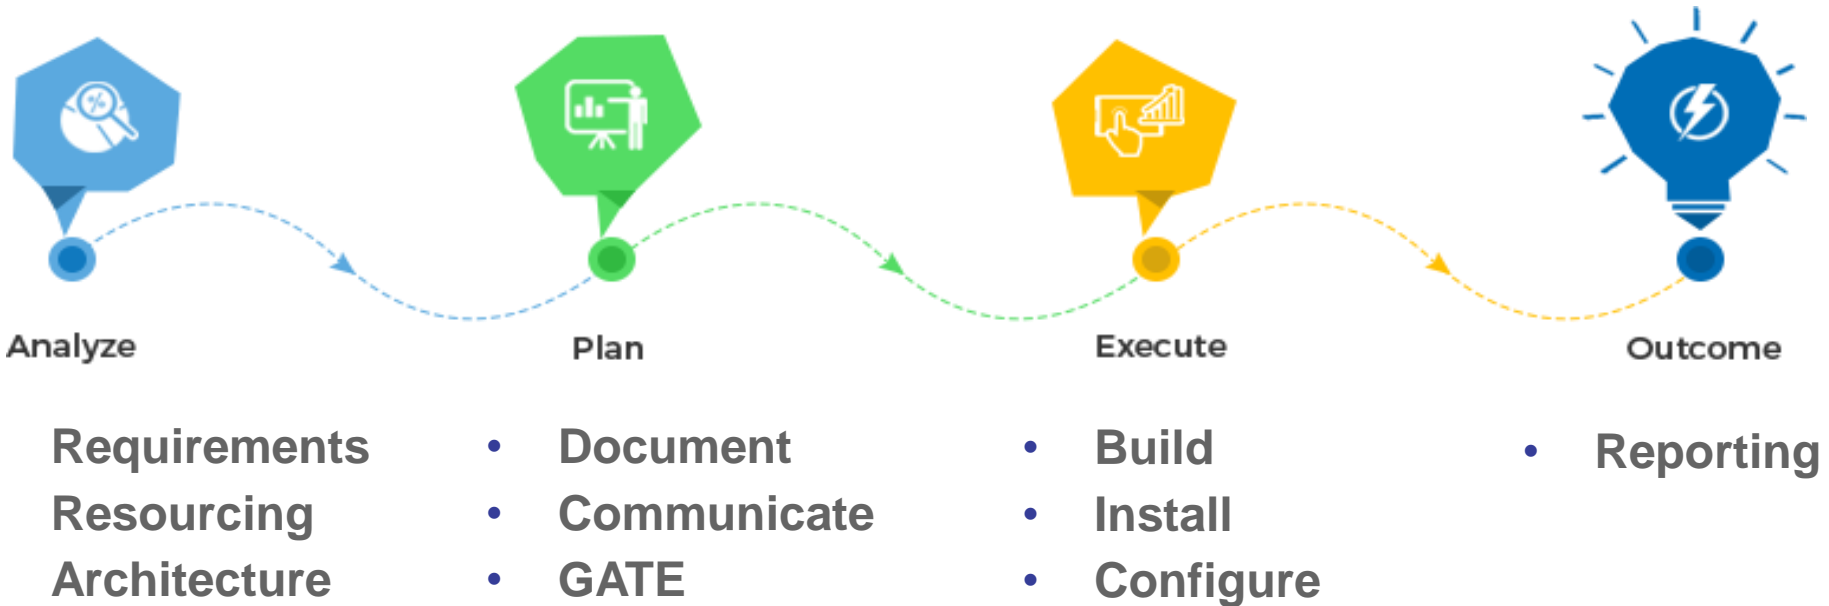 Analyze
Plan
Execute
Outcome
Requirements
Resourcing
Architecture
• Document
• Communicate
• GATE
• Build
• Install
• Configure
• Reporting